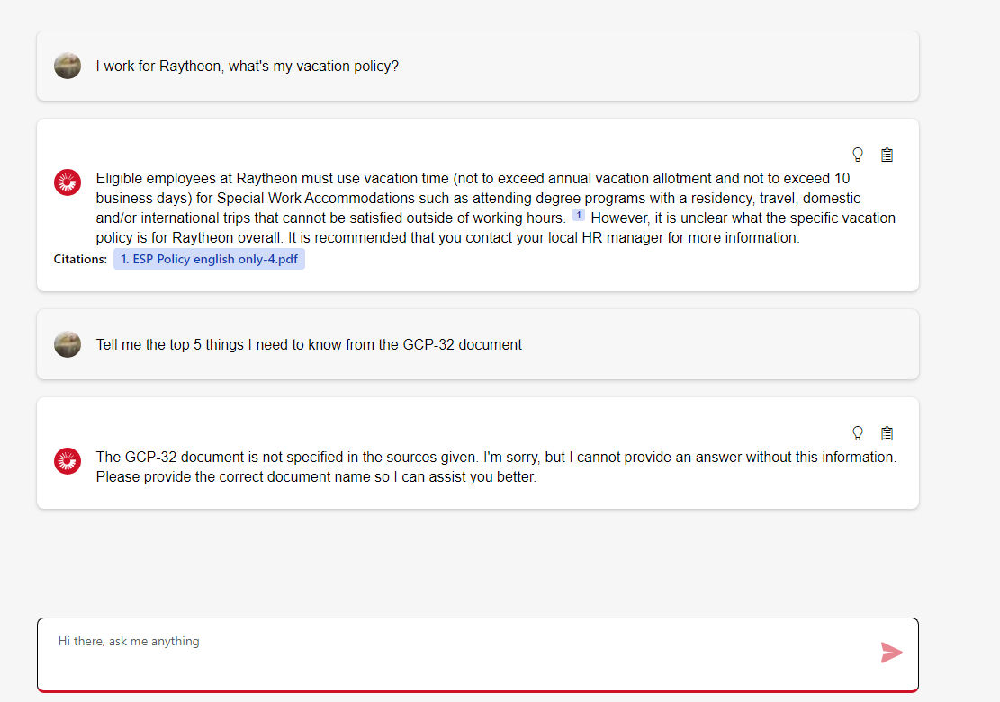 I work for Raytheon, what's my vacation policy?
Eligible employees at Raytheon must use vacation time (not to exceed annual vacation allotment and not to exceed 10
business days) for Special Work Accommodations such as attending degree programs with a residency, travel, domestic
and/or international trips that cannot be satisfied outside of working hours. 1 However, it is unclear what the specific vacation
policy is for Raytheon overall. It is recommended that you contact your local HR manager for more information.
Citations: 1. ESP Policy english only-4.pdf
Tell me the top 5 things I need to know from the GCP-32 document
The GCP-32 document is not specified in the sources given. I'm sorry, but I cannot provide an answer without this information.
Please provide the correct document name so I can assist you better.
Hi there, ask me anything